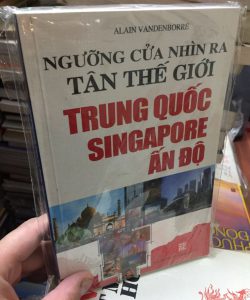 ALAIN VANDENBORRE
NGƯỠNG CỬA NHÌN RA
TÂN THẾ GIỚI
TRUNG QUỐC
SINGAPORE
ẤN ĐỘ